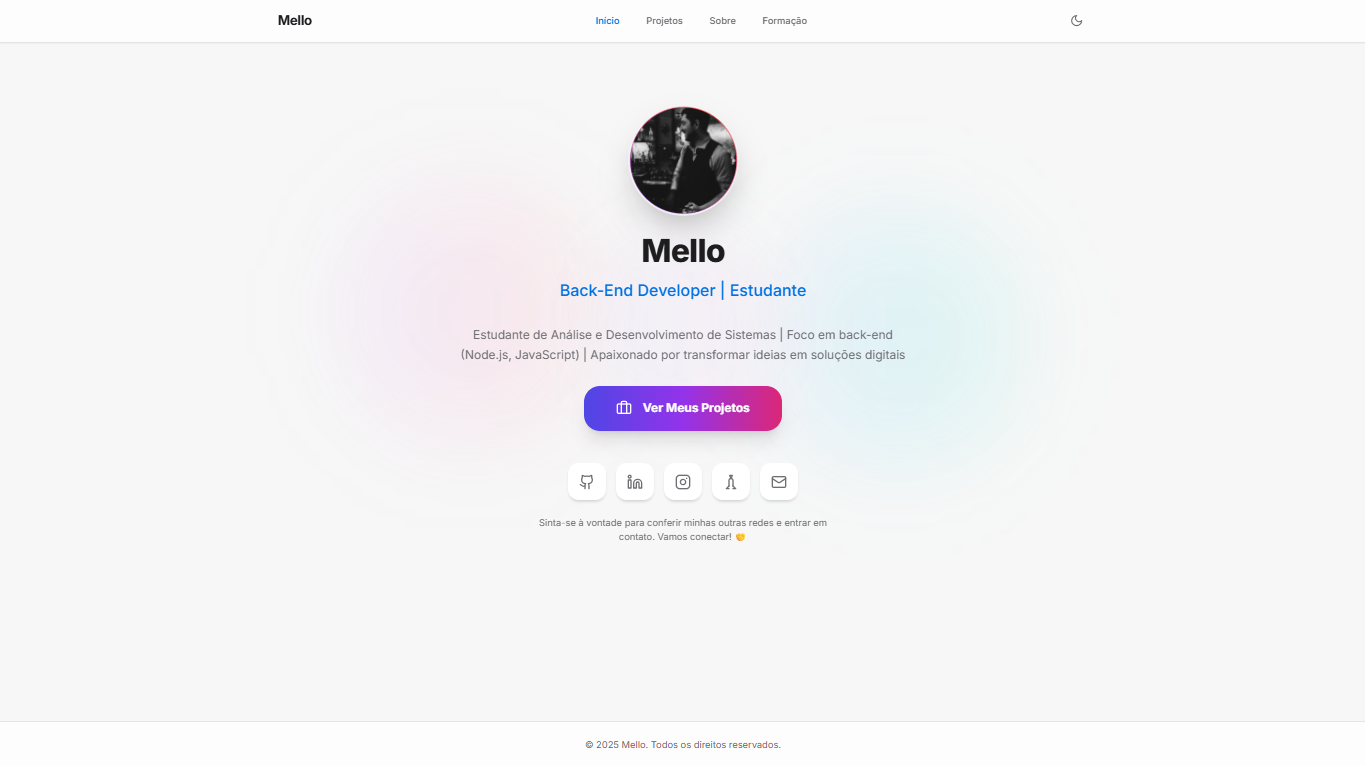 Mello
Início
Projetos
Sobre
Formação
Mello
Back-End Developer | Estudante
Estudante de Análise e Desenvolvimento de Sistemas | Foco em back-end
(Node.js, JavaScript) | Apaixonado por transformar ideias em soluções digitais
Ver Meus Projetos
Sinta-se à vontade para conferir minhas outras redes e entrar em
contato. Vamos conectar! 🤝
© 2025 Mello. Todos os direitos reservados.